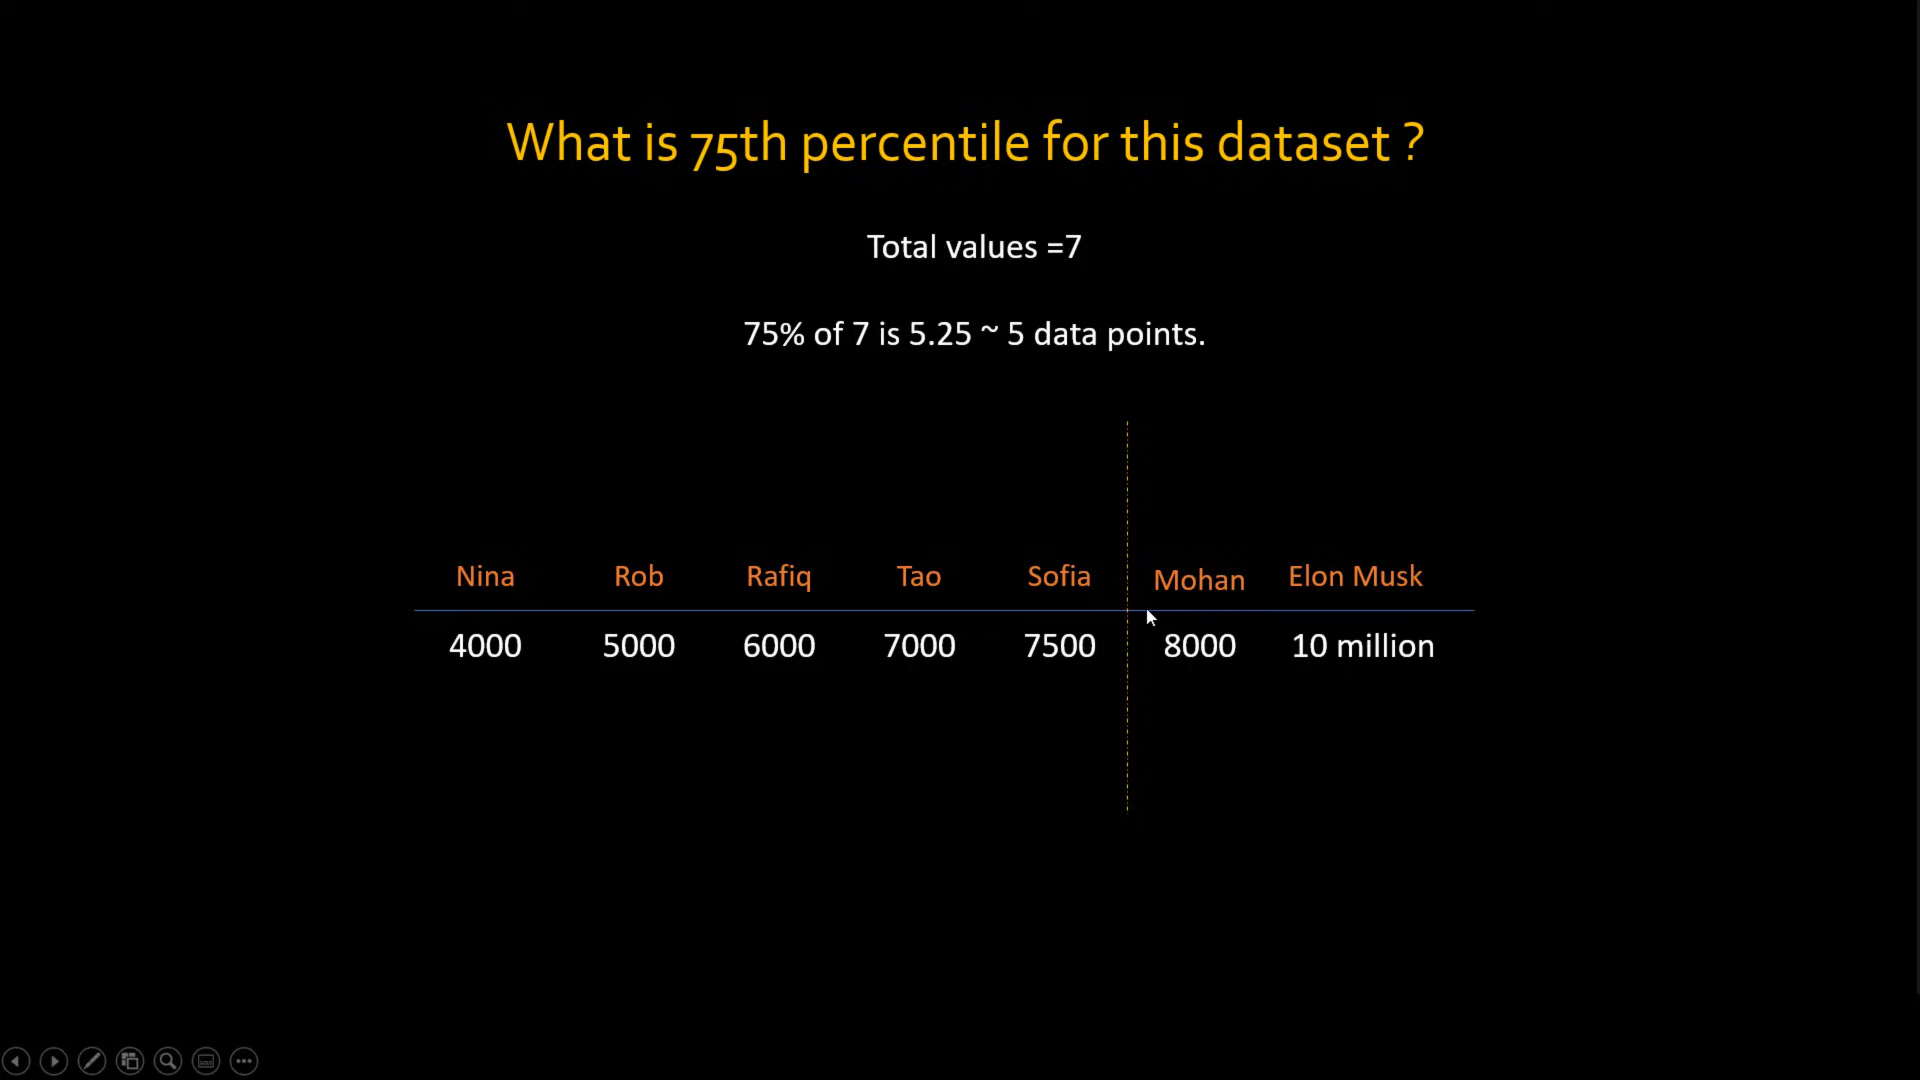 What is 75th percentile for this dataset ?
Total values =7
75% of 7 is 5.25 ~ 5 data points.
Nina Rob Rafiq Tao Sofia Mohan Elon Musk
4000 5000 6000 7000 7500 8000 10 million